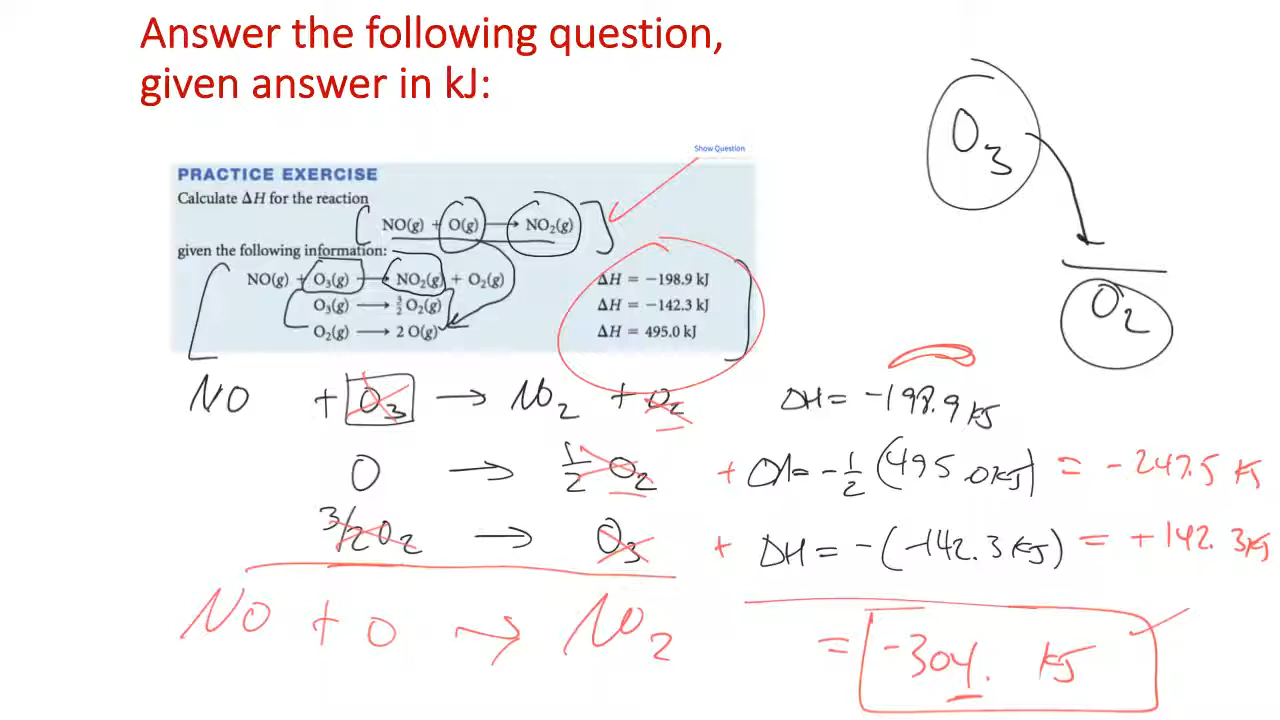 Answer the following question,
given answer in kJ:
Show Question
PRACTICE EXERCISE
Calculate ΔH for the reaction
NO(g) + O(g) ⟶ NO₂(g)
given the following information:
NO(g) + O₃(g) ⟶ NO₂(g) + O₂(g) ΔH = −198.9 kJ
O₃(g) ⟶ 3/2 O₂(g) ΔH = −142.3 kJ
O₂(g) ⟶ 2 O(g) ΔH = 495.0 kJ
O₃
O₂
NO + O₃ → NO₂ + O₂ ΔH = -198.9 kJ
O → 1/2 O₂ + ΔH = -1/2 (495.0 kJ) = -247.5 kJ
3/2 O₂ → O₃ + ΔH = -(-142.3 kJ) = +142.3 kJ
NO + O → NO₂ = -304. kJ